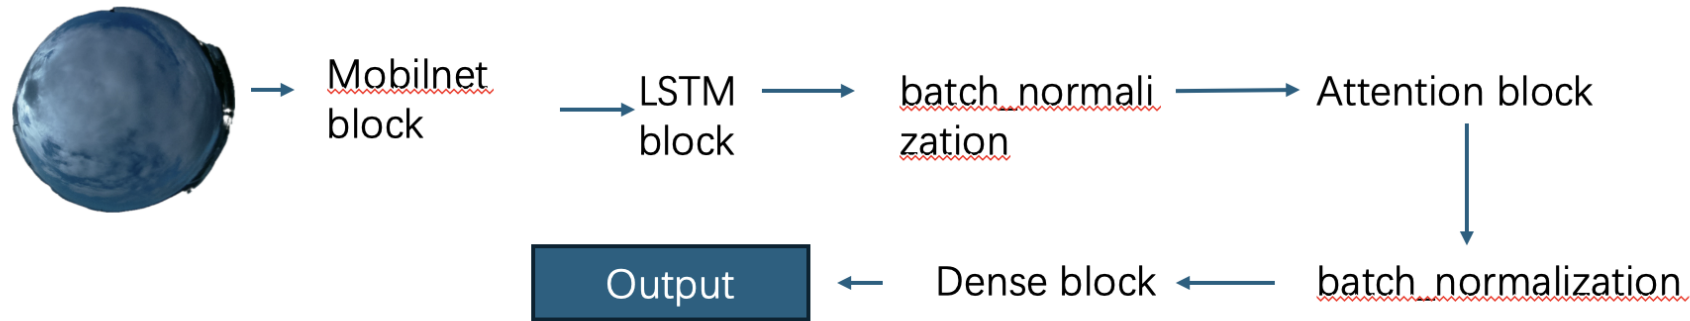 Mobilnet
block
LSTM
block
batch_normali
zation
Attention block
batch_normalization
Dense block
Output